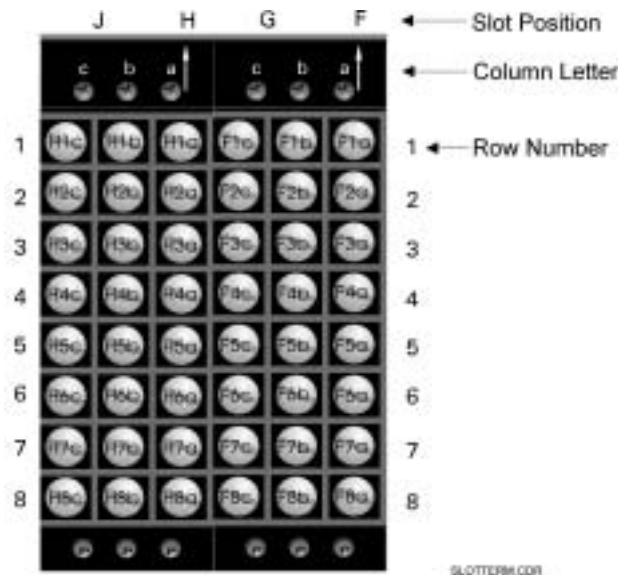 J H G F Slot Position
c b a c b a Column Letter
1 H1c H1b H1a F1c F1b F1a 1 Row Number
2 H2c H2b H2a F2c F2b F2a 2
3 H3c H3b H3a F3c F3b F3a 3
4 H4c H4b H4a F4c F4b F4a 4
5 H5c H5b H5a F5c F5b F5a 5
6 H6c H6b H6a F6c F6b F6a 6
7 H7c H7b H7a F7c F7b F7a 7
8 H8c H8b H8a F8c F8b F8a 8
SLOTTERM.CDR